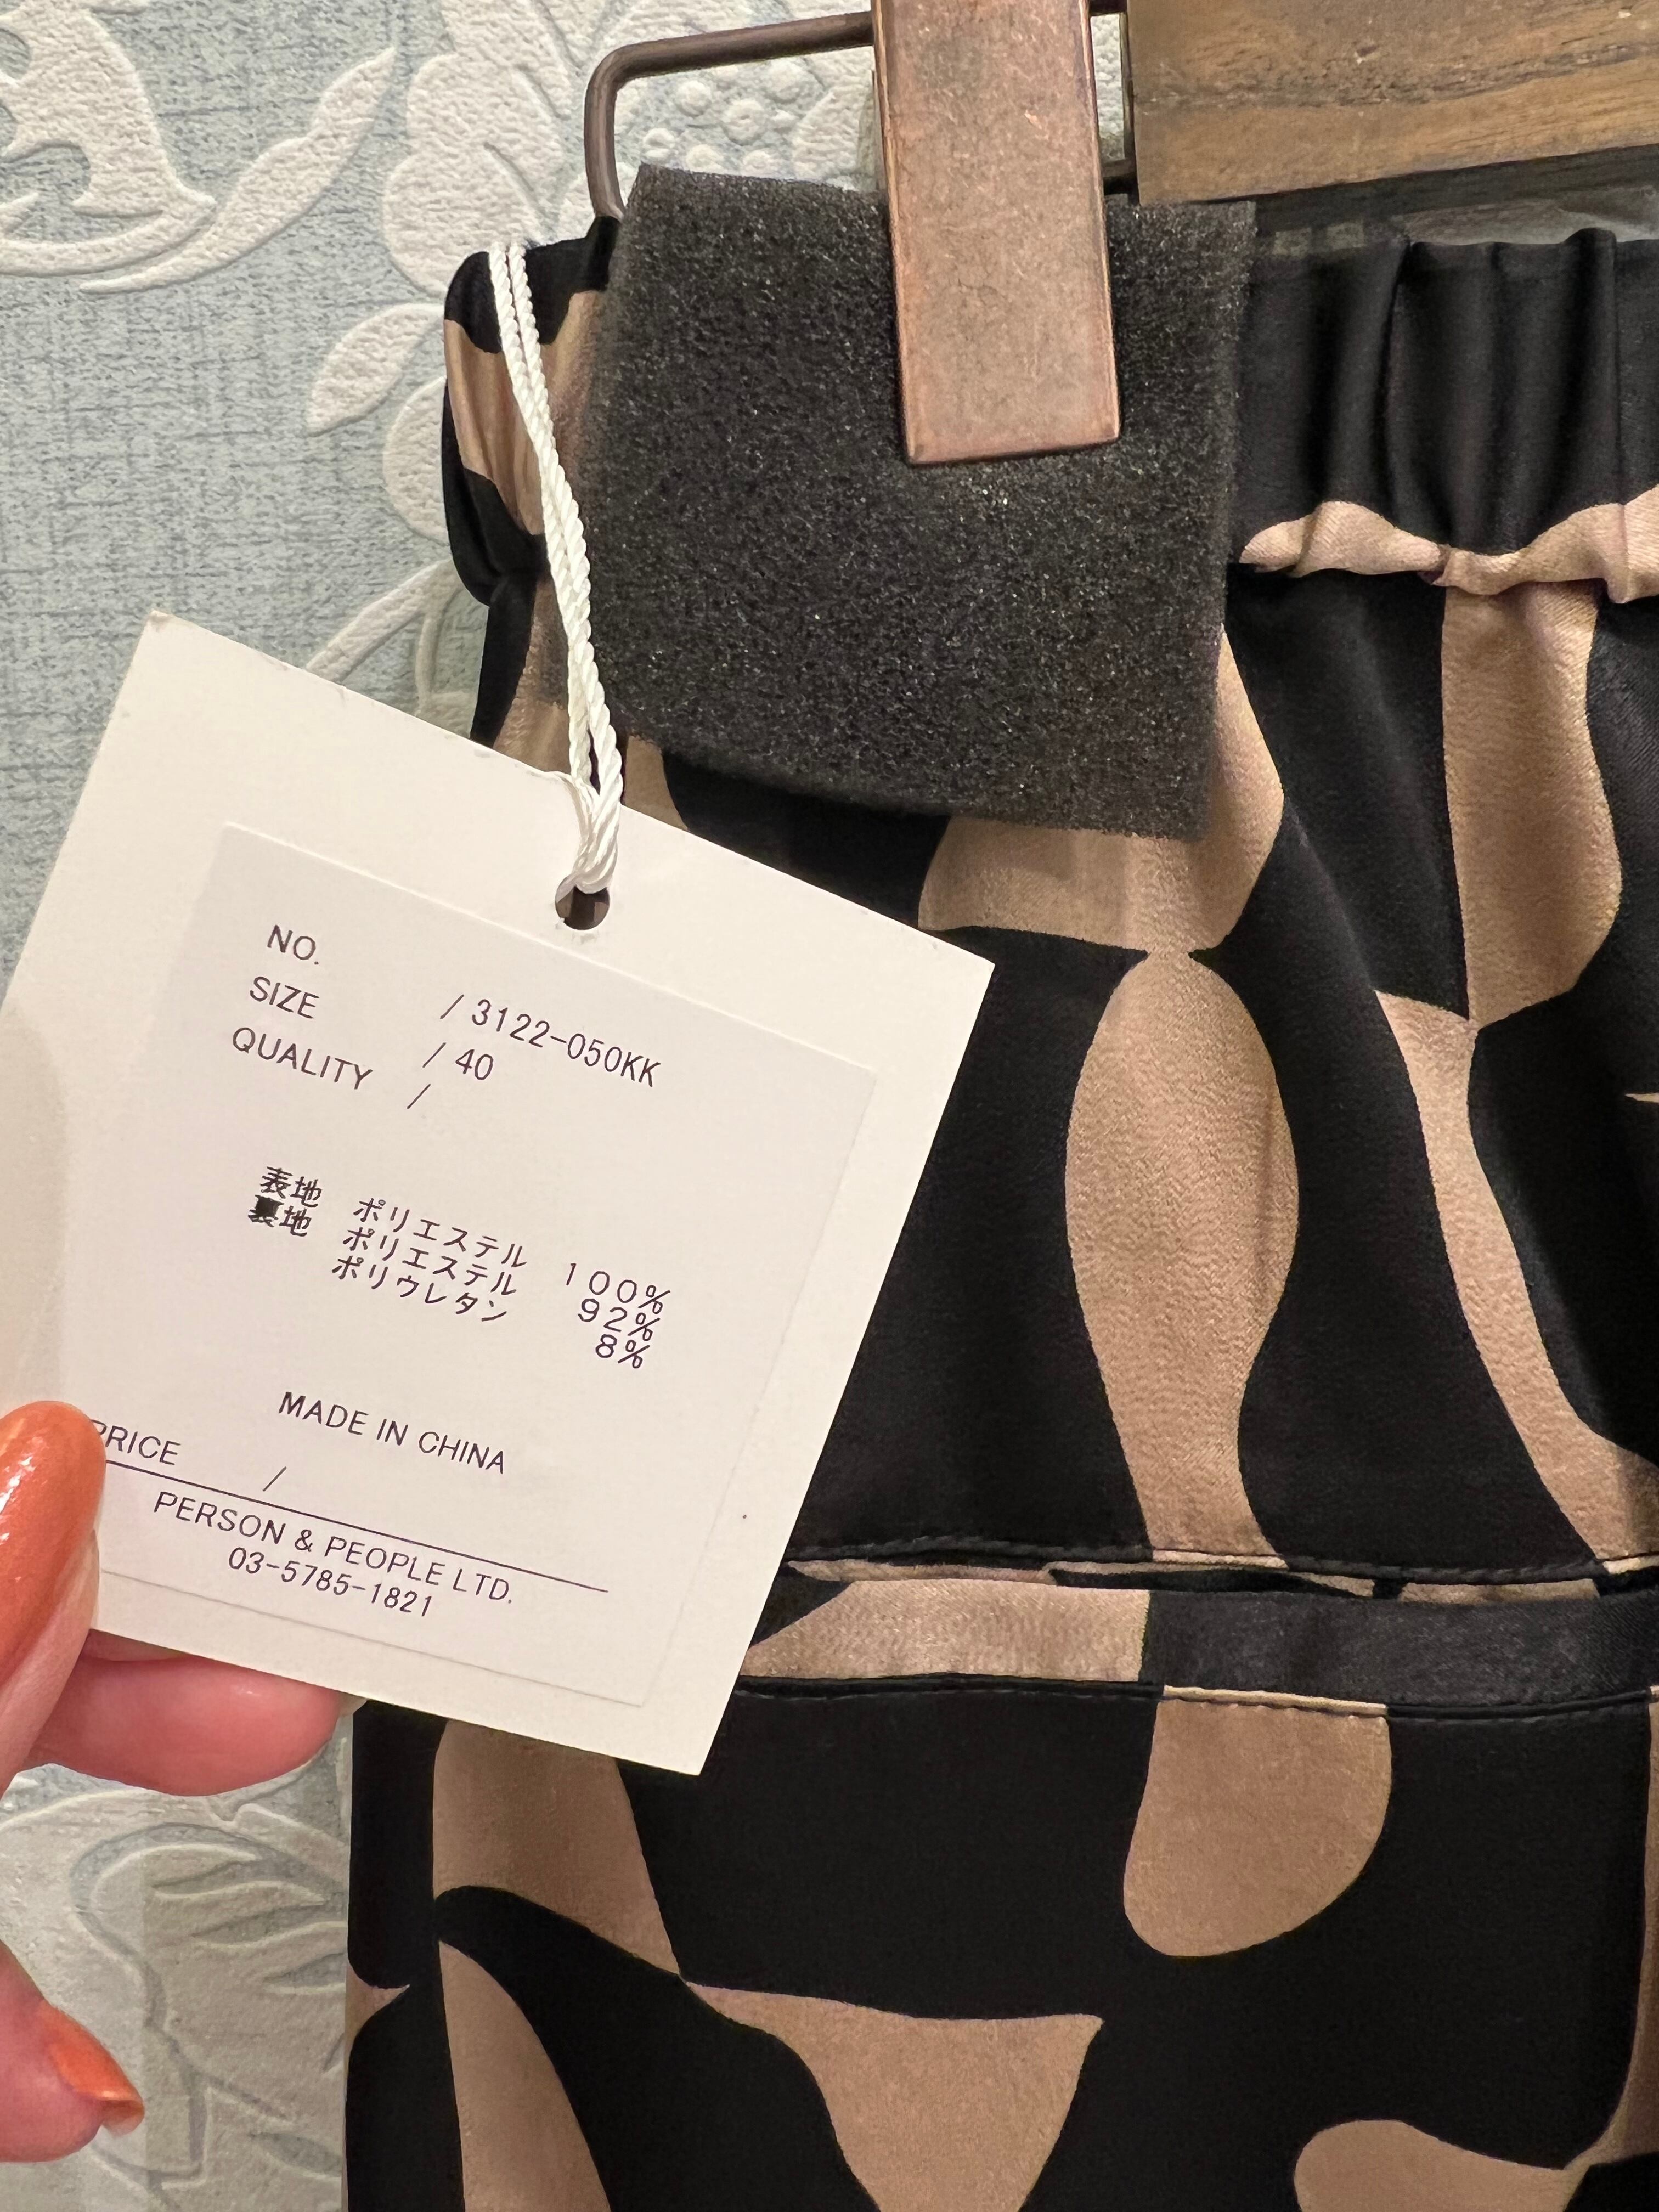 NO. / 3122-050KK
SIZE / 40
QUALITY /
表地 ポリエステル 100%
裏地 ポリエステル 92%
ポリウレタン 8%
MADE IN CHINA
PRICE /
PERSON & PEOPLE LTD.
03-5785-1821